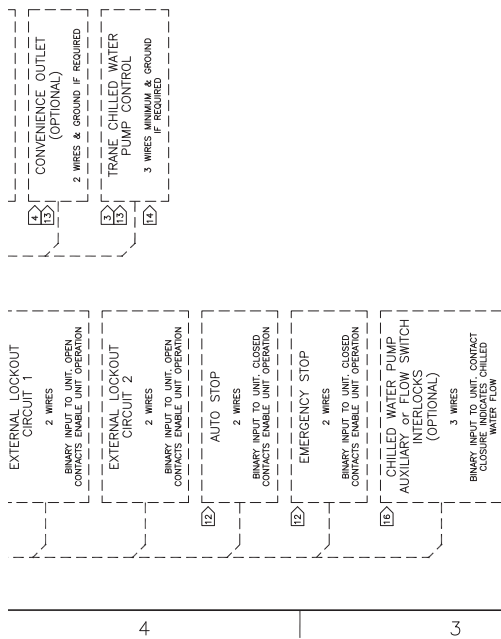 CONVENIENCE OUTLET
(OPTIONAL)
2 WIRES & GROUND IF REQUIRED
4
13
TRANE CHILLED WATER
PUMP CONTROL
3 WIRES MINIMUM & GROUND
IF REQUIRED
3
13
14
EXTERNAL LOCKOUT
CIRCUIT 1
2 WIRES
BINARY INPUT TO UNIT. OPEN
CONTACTS ENABLE UNIT OPERATION
EXTERNAL LOCKOUT
CIRCUIT 2
2 WIRES
BINARY INPUT TO UNIT. OPEN
CONTACTS ENABLE UNIT OPERATION
AUTO STOP
2 WIRES
BINARY INPUT TO UNIT. CLOSED
CONTACTS ENABLE UNIT OPERATION
12
EMERGENCY STOP
2 WIRES
BINARY INPUT TO UNIT. CLOSED
CONTACTS ENABLE UNIT OPERATION
12
CHILLED WATER PUMP
AUXILIARY or FLOW SWITCH
INTERLOCKS
(OPTIONAL)
3 WIRES
BINARY INPUT TO UNIT. CONTACT
CLOSURE INDICATES CHILLED
WATER FLOW
16
4
3